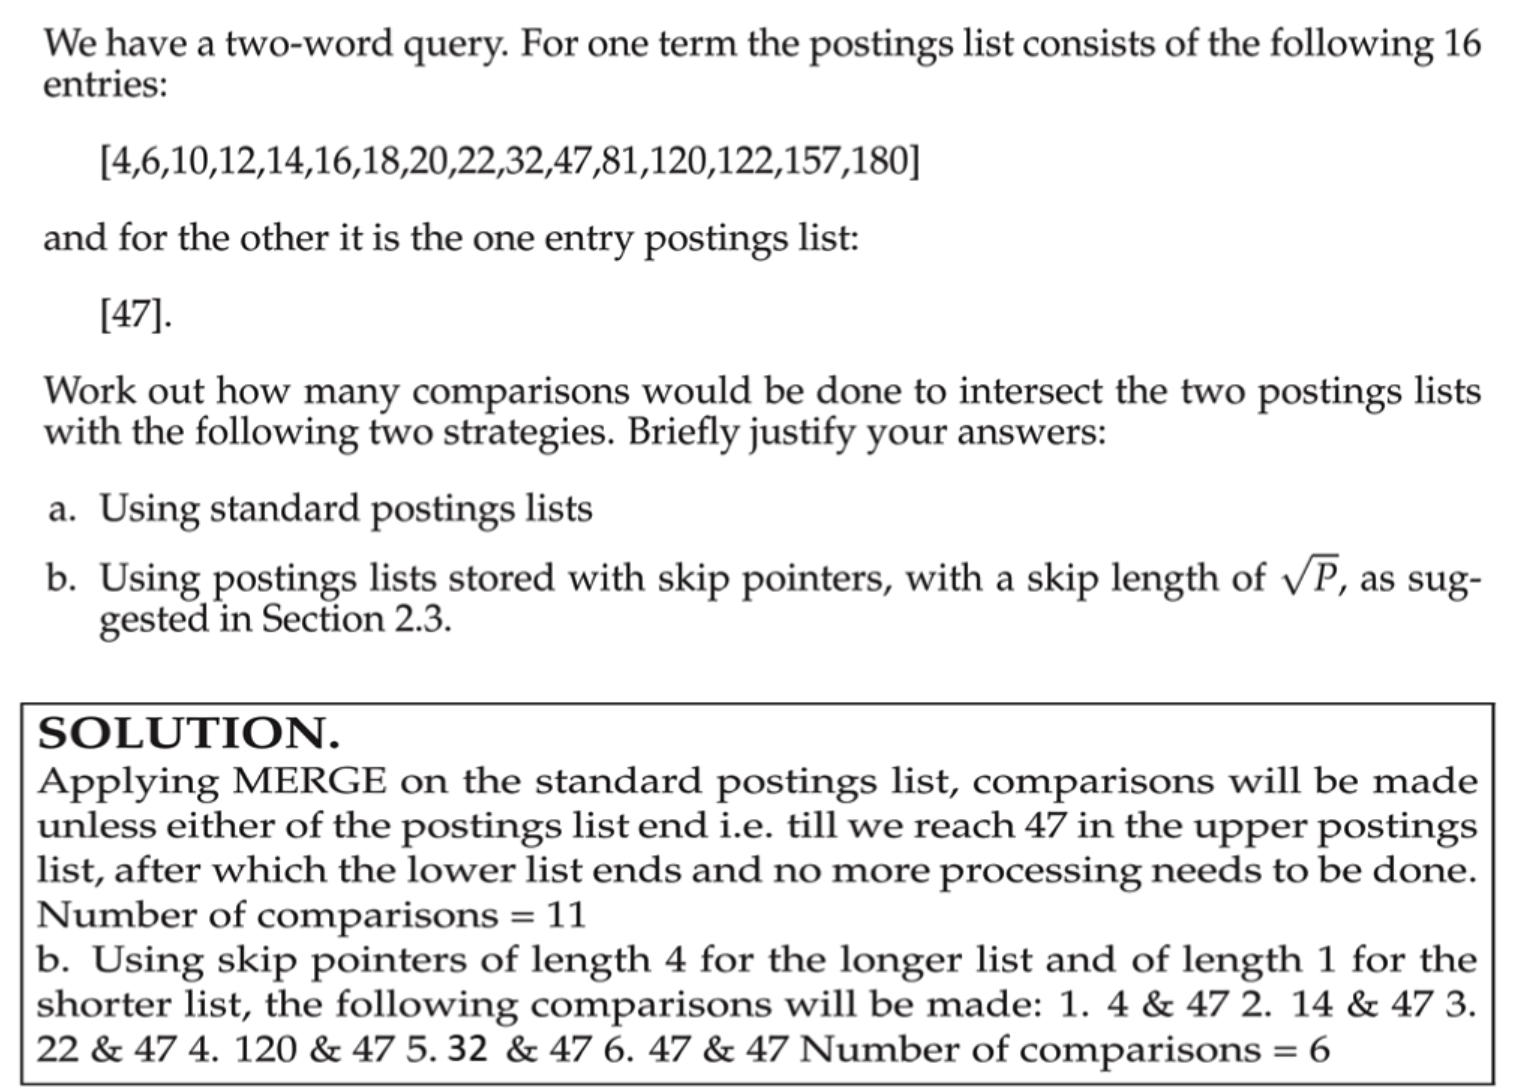 We have a two-word query. For one term the postings list consists of the following 16
entries:
[4,6,10,12,14,16,18,20,22,32,47,81,120,122,157,180]
and for the other it is the one entry postings list:
[47].
Work out how many comparisons would be done to intersect the two postings lists
with the following two strategies. Briefly justify your answers:
a. Using standard postings lists
b. Using postings lists stored with skip pointers, with a skip length of √P, as sug-
gested in Section 2.3.
SOLUTION.
Applying MERGE on the standard postings list, comparisons will be made
unless either of the postings list end i.e. till we reach 47 in the upper postings
list, after which the lower list ends and no more processing needs to be done.
Number of comparisons = 11
b. Using skip pointers of length 4 for the longer list and of length 1 for the
shorter list, the following comparisons will be made: 1. 4 & 47 2. 14 & 47 3.
22 & 47 4. 120 & 47 5. 32 & 47 6. 47 & 47 Number of comparisons = 6